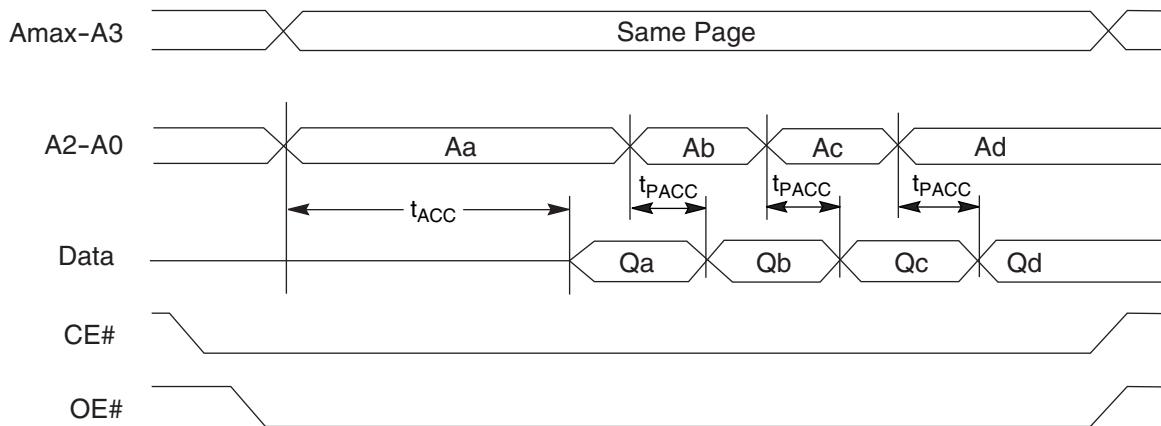 Amax-A3 Same Page
A2-A0 Aa Ab Ac Ad
tACC tPACC tPACC tPACC
Data Qa Qb Qc Qd
CE#
OE#